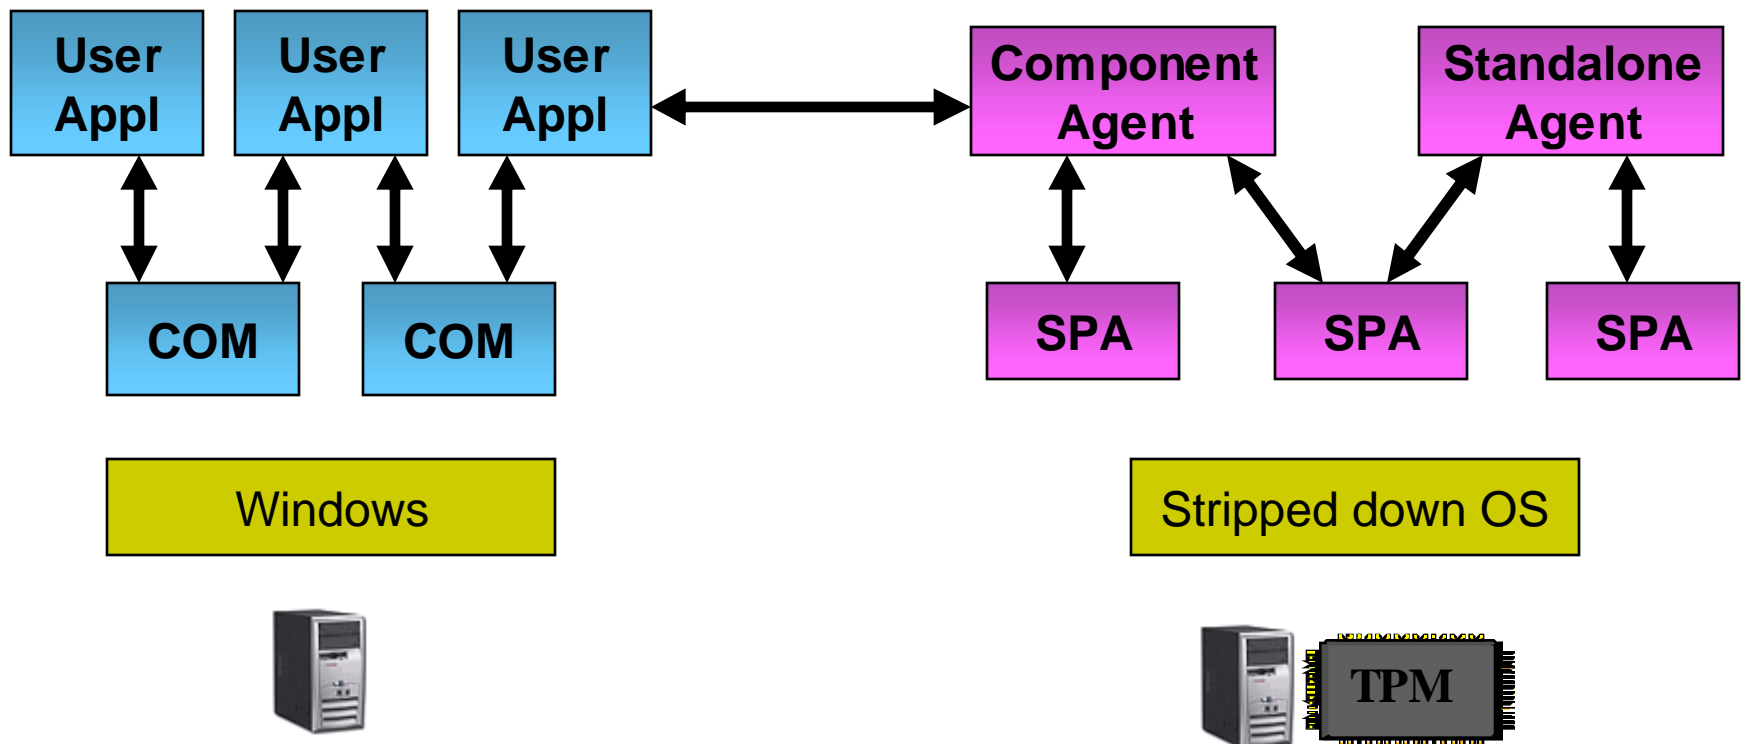 User
Appl
User
Appl
User
Appl
Component
Agent
Standalone
Agent
COM
COM
SPA
SPA
SPA
Windows
Stripped down OS
TPM